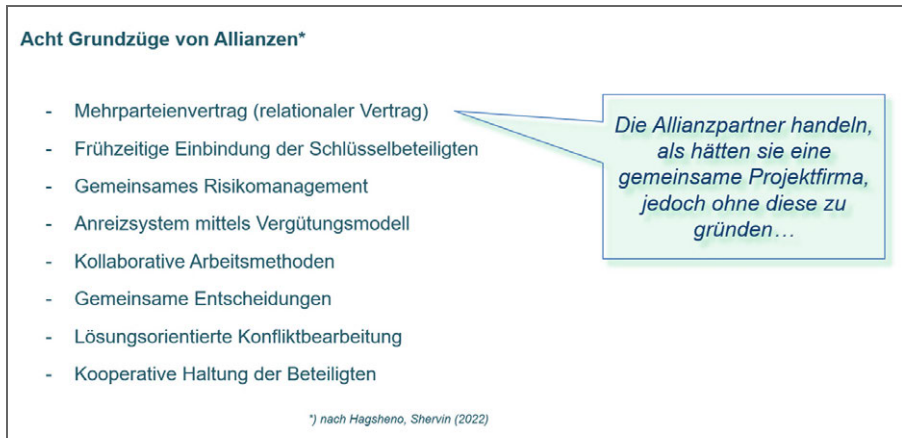 Acht Grundzüge von Allianzen*
- Mehrparteienvertrag (relationaler Vertrag)
- Frühzeitige Einbindung der Schlüsselbeteiligten
- Gemeinsames Risikomanagement
- Anreizsystem mittels Vergütungsmodell
- Kollaborative Arbeitsmethoden
- Gemeinsame Entscheidungen
- Lösungsorientierte Konfliktbearbeitung
- Kooperative Haltung der Beteiligten
Die Allianzpartner handeln,
als hätten sie eine
gemeinsame Projektfirma,
jedoch ohne diese zu
gründen…
*) nach Hagsheno, Shervin (2022)